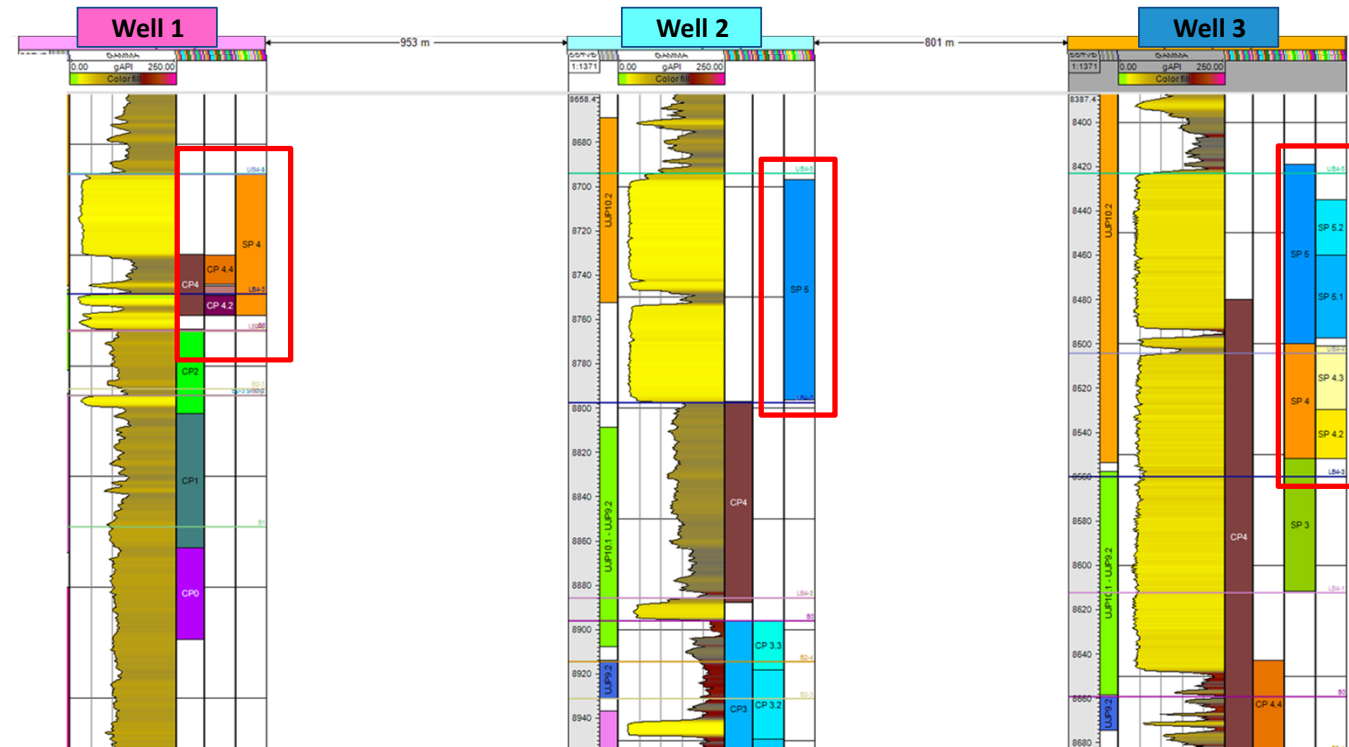 Well 1
Well 2
Well 3
953 m
801 m
GAMMA
0.00 gAPI 250.00
Color fill
1:1371
GAMMA
0.00 gAPI 250.00
Color fill
1:1371
GAMMA
0.00 gAPI 250.00
Color fill
SP 4
CP4
CP 4.4
CP 4.2
CP2
CP1
CP0
8658.4
8680
8700
8720
8740
8760
8780
8800
8820
8840
8860
8880
8900
8920
8940
UJP10.2
UJP10.1 - UJP9.2
UJP9.2
SP 5
CP4
CP 3.3
CP3
CP 3.2
8387.4
8400
8420
8440
8460
8480
8500
8520
8540
8560
8580
8600
8620
8640
8660
8680
UJP10.2
UJP10.1 - UJP9.2
UJP9.2
SP 5
SP 5.2
SP 5.1
SP 4
SP 4.3
SP 4.2
SP 3
CP4
CP 4.4